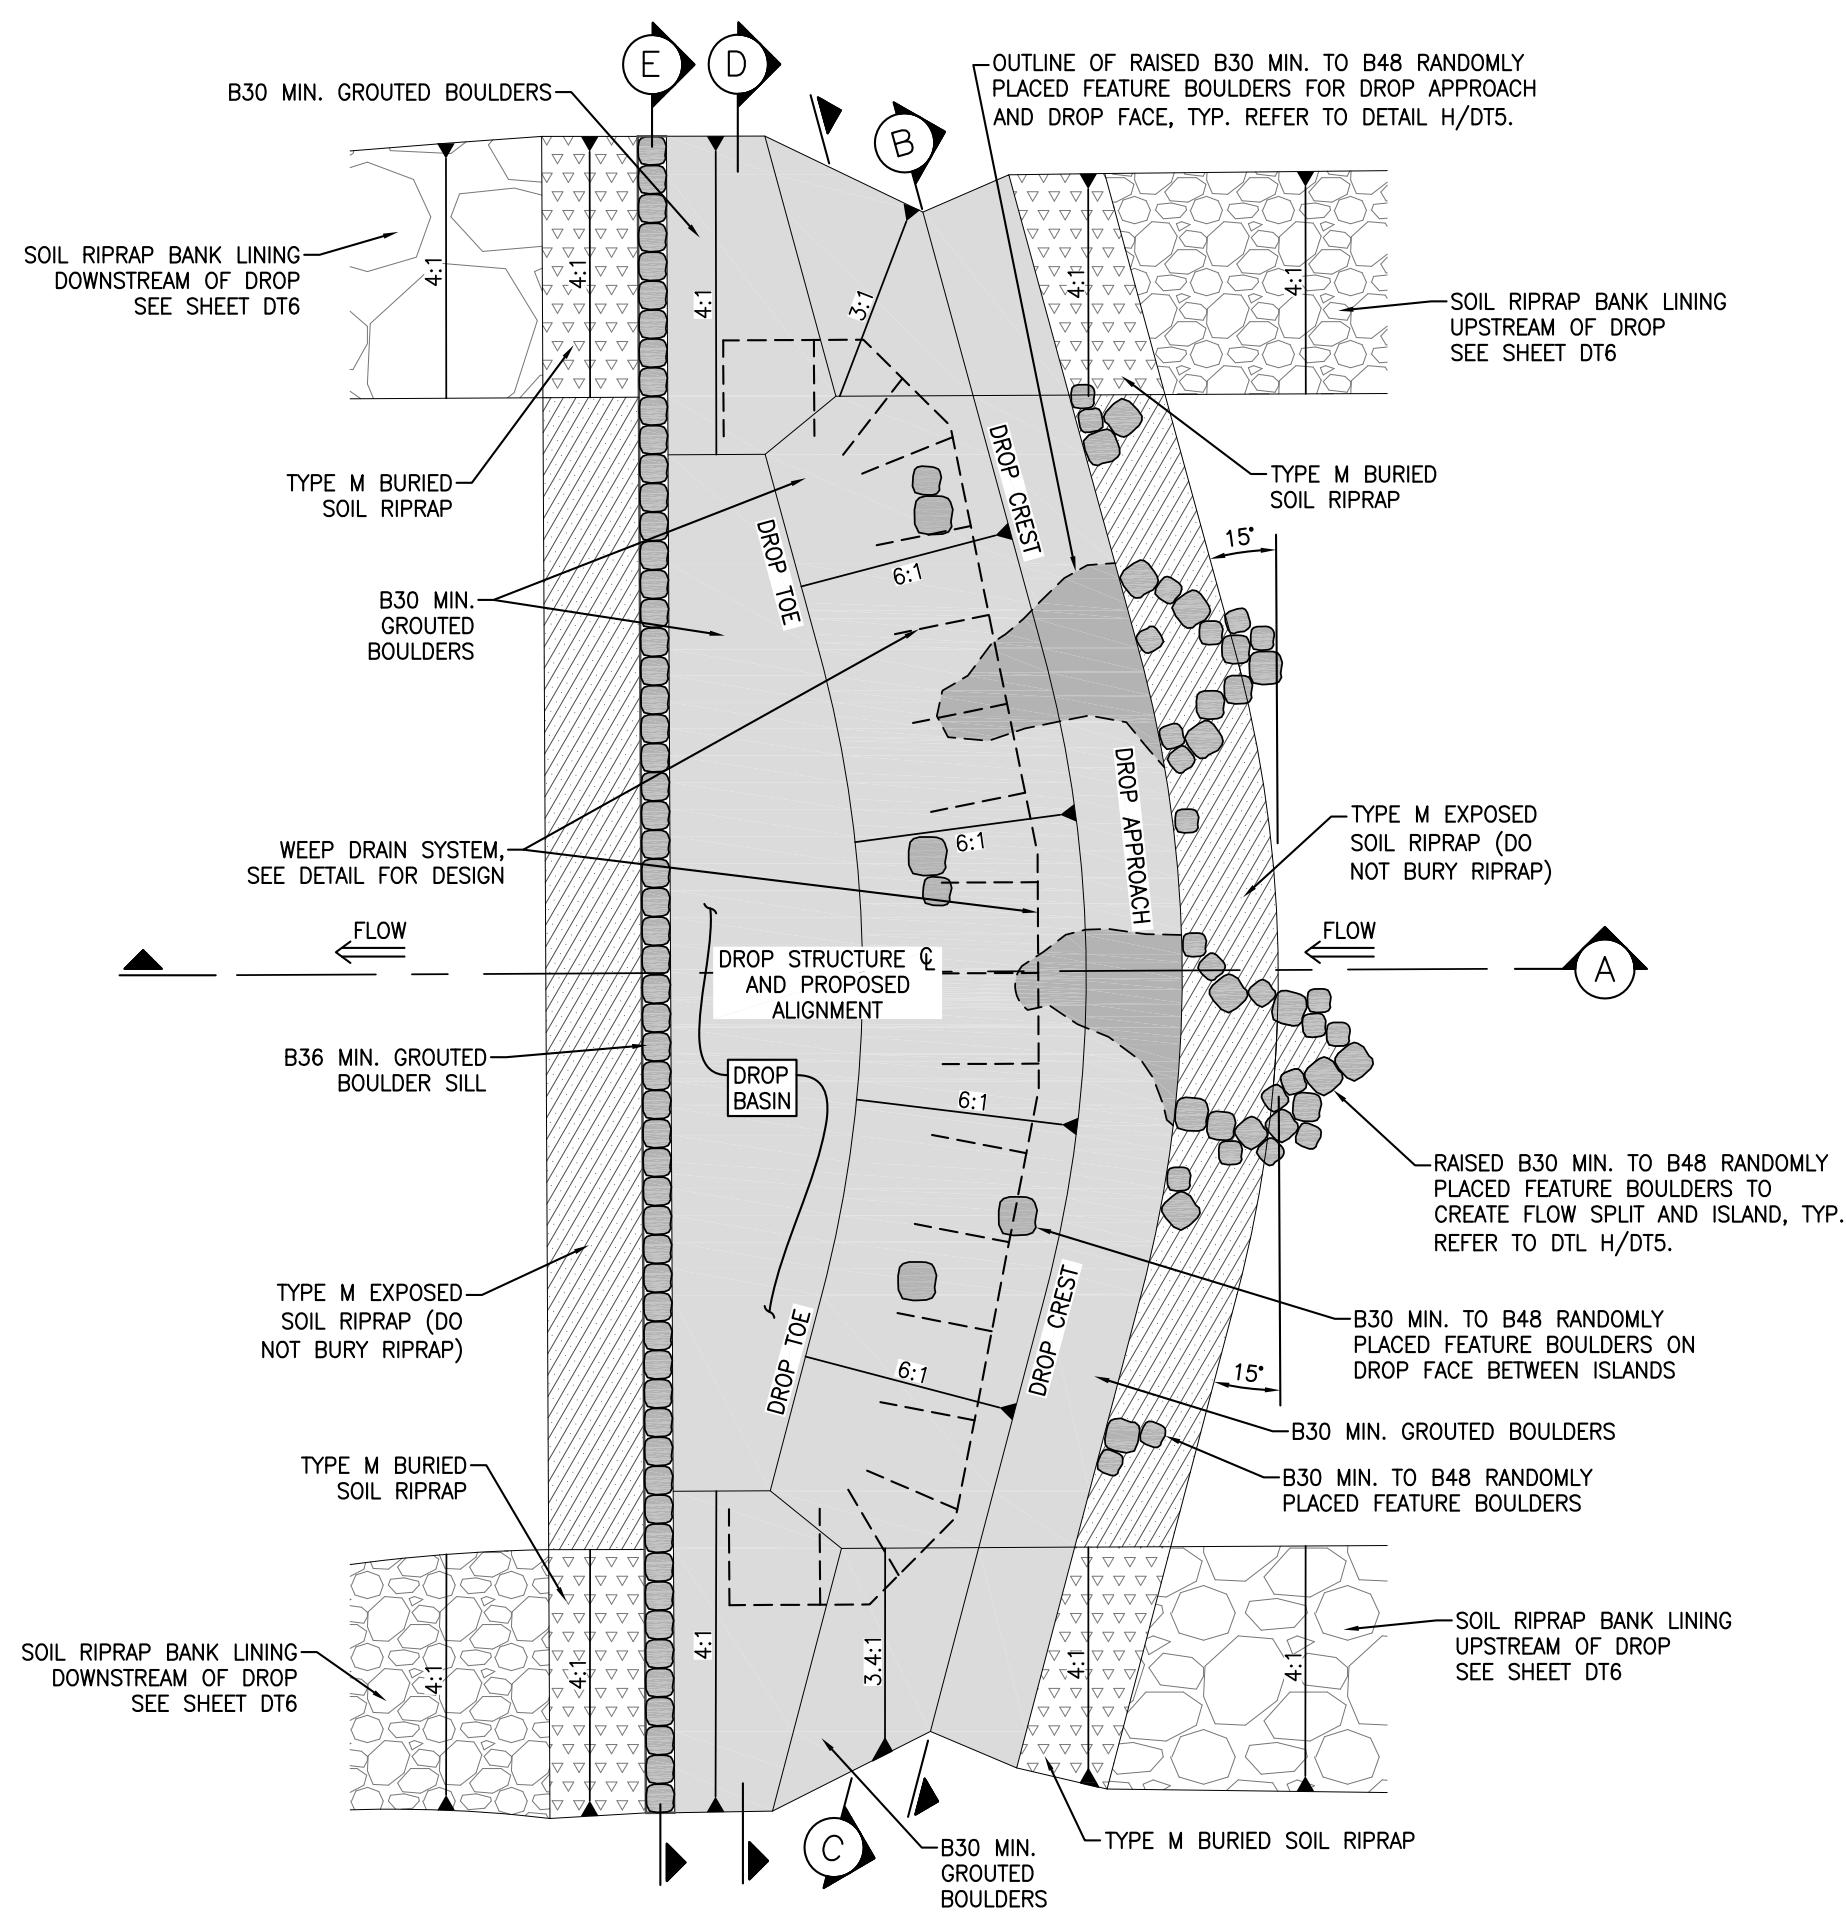 E
D
B30 MIN. GROUTED BOULDERS
B
OUTLINE OF RAISED B30 MIN. TO B48 RANDOMLY
PLACED FEATURE BOULDERS FOR DROP APPROACH
AND DROP FACE, TYP. REFER TO DETAIL H/DT5.
SOIL RIPRAP BANK LINING
DOWNSTREAM OF DROP
SEE SHEET DT6
4:1
4:1
4:1
3:1
4:1
4:1
SOIL RIPRAP BANK LINING
UPSTREAM OF DROP
SEE SHEET DT6
TYPE M BURIED
SOIL RIPRAP
TYPE M BURIED
SOIL RIPRAP
DROP CREST
DROP TOE
15°
6:1
B30 MIN.
GROUTED
BOULDERS
DROP APPROACH
6:1
WEEP DRAIN SYSTEM,
SEE DETAIL FOR DESIGN
TYPE M EXPOSED
SOIL RIPRAP (DO
NOT BURY RIPRAP)
FLOW
FLOW
A
DROP STRUCTURE ℄
AND PROPOSED
ALIGNMENT
B36 MIN. GROUTED
BOULDER SILL
DROP
BASIN
6:1
RAISED B30 MIN. TO B48 RANDOMLY
PLACED FEATURE BOULDERS TO
CREATE FLOW SPLIT AND ISLAND, TYP.
REFER TO DTL H/DT5.
TYPE M EXPOSED
SOIL RIPRAP (DO
NOT BURY RIPRAP)
DROP TOE
DROP CREST
6:1
B30 MIN. TO B48 RANDOMLY
PLACED FEATURE BOULDERS ON
DROP FACE BETWEEN ISLANDS
15°
B30 MIN. GROUTED BOULDERS
TYPE M BURIED
SOIL RIPRAP
B30 MIN. TO B48 RANDOMLY
PLACED FEATURE BOULDERS
SOIL RIPRAP BANK LINING
DOWNSTREAM OF DROP
SEE SHEET DT6
4:1
4:1
4:1
3.4:1
4:1
4:1
SOIL RIPRAP BANK LINING
UPSTREAM OF DROP
SEE SHEET DT6
C
B30 MIN.
GROUTED
BOULDERS
TYPE M BURIED SOIL RIPRAP